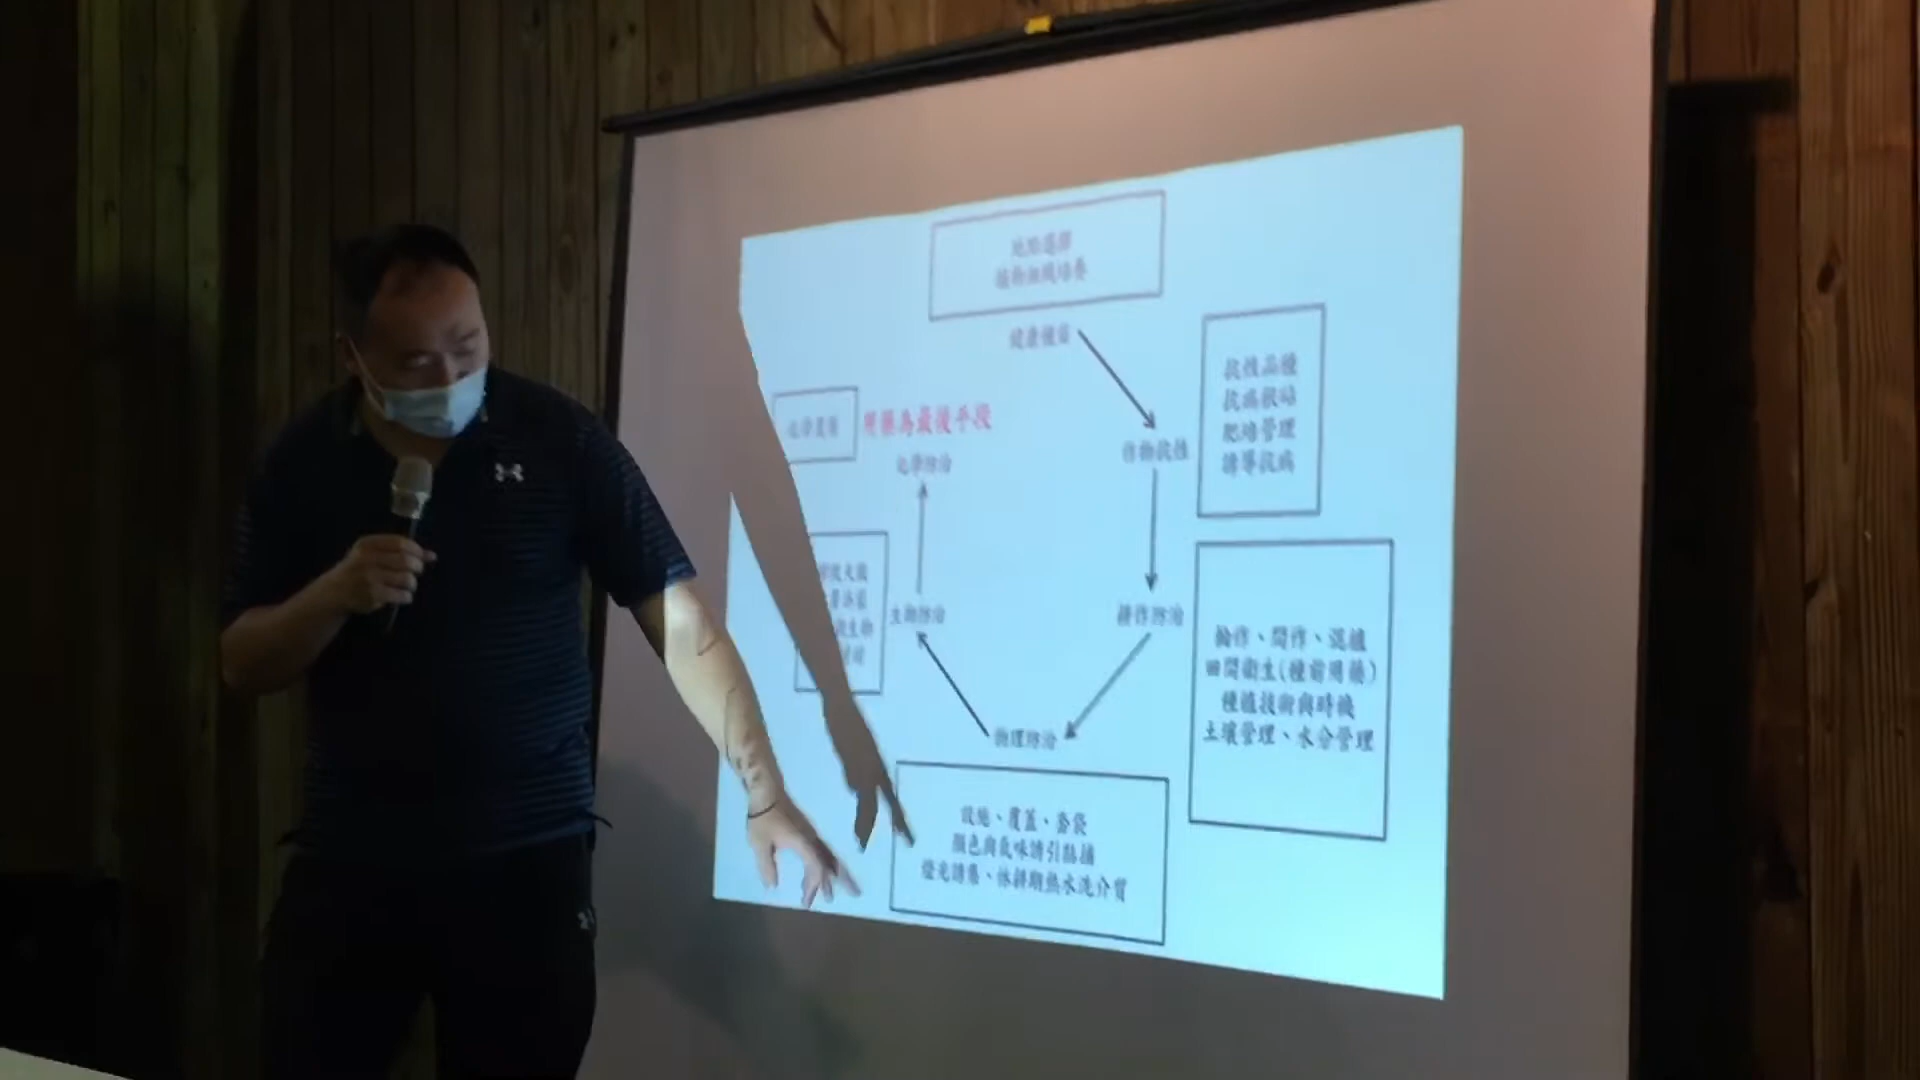 地點選擇
植物組織培養
健康種苗
抗性品種
抗病根砧
肥培管理
誘導抗病
用藥為最後手段
化學農藥
化學防治
作物抗性
生物防治
耕作防治
輪作、間作、混植
田間衛生(種前用藥)
種植技術與時機
土壤管理、水分管理
物理防治
設施、覆蓋、套袋
顏色與氣味誘引黏捕
燈光誘集、休耕期熱水洗介質